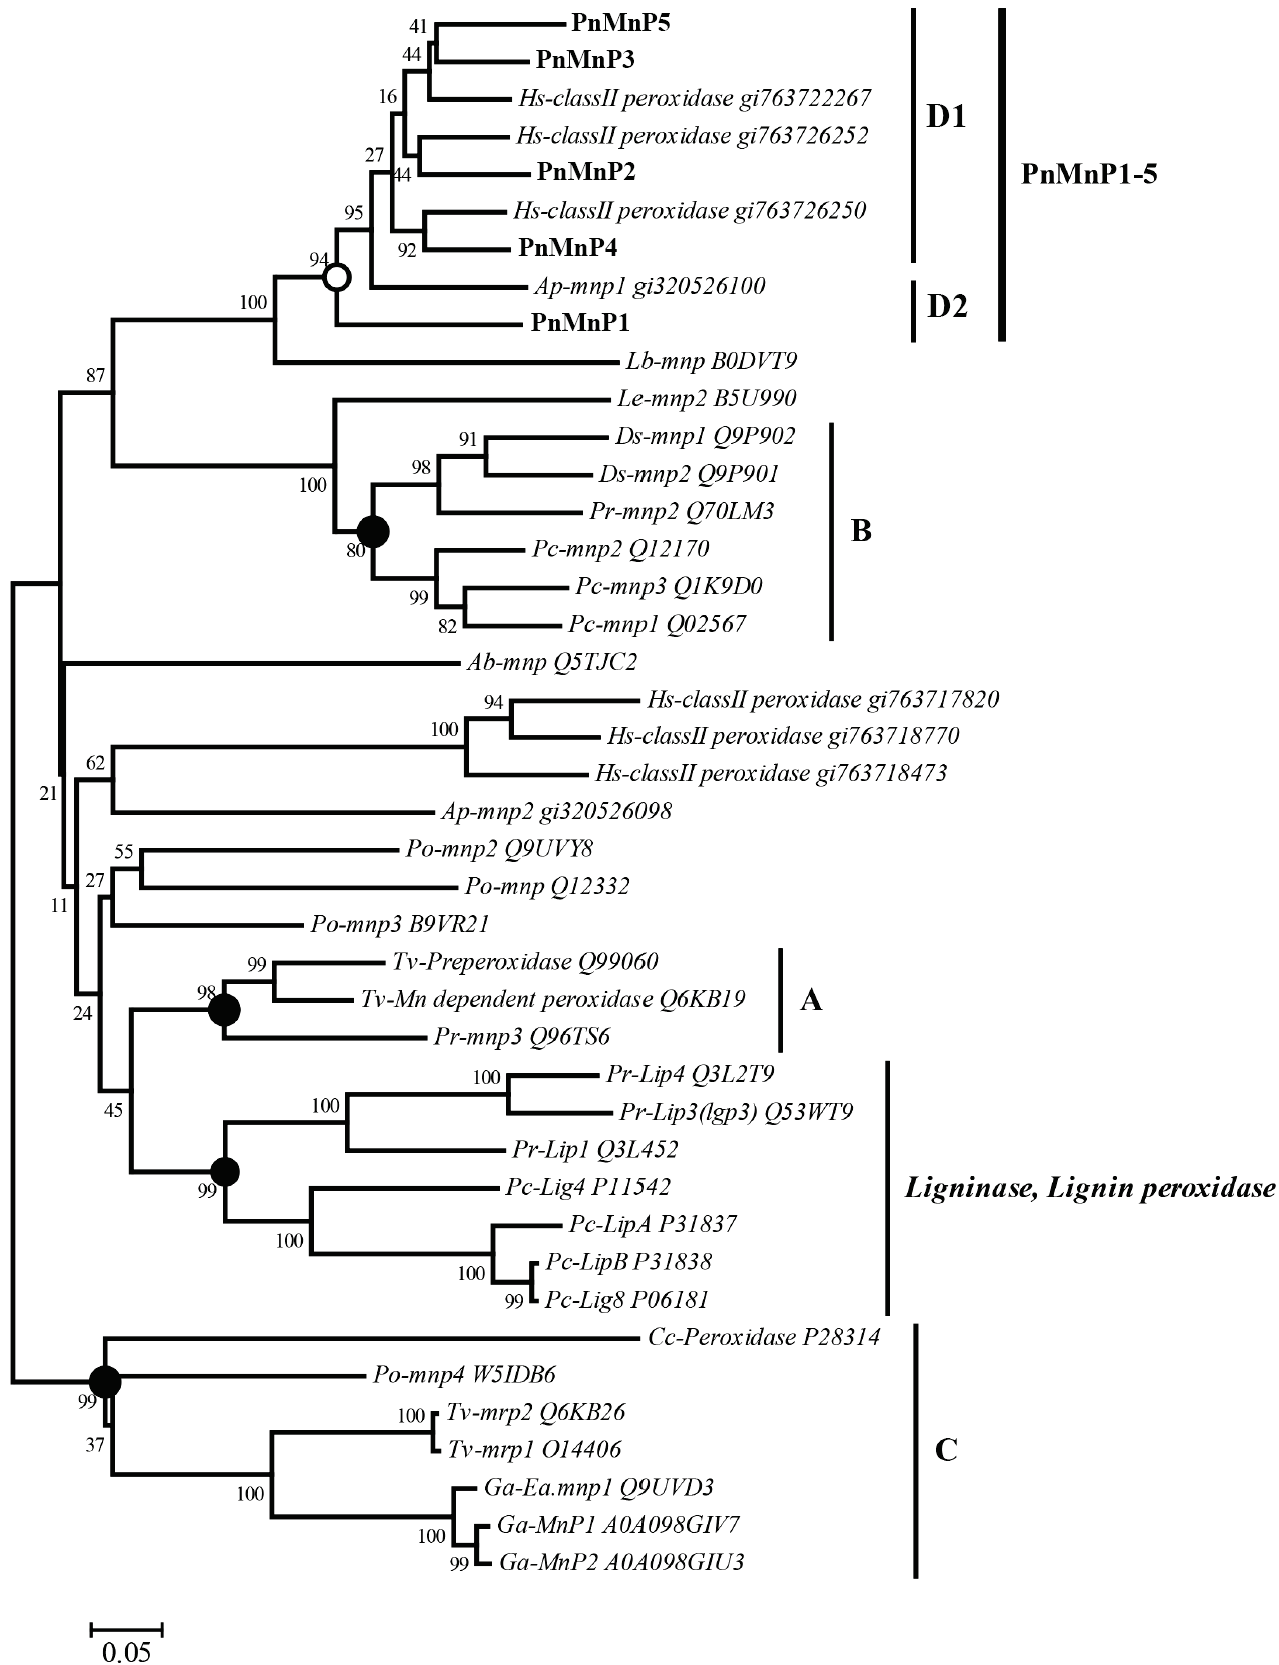 41
PnMnP5
44
PnMnP3
16
Hs-classII peroxidase gi763722267
D1
Hs-classII peroxidase gi763726252
27
44
PnMnP2
PnMnP1-5
95
Hs-classII peroxidase gi763726250
92
PnMnP4
94
Ap-mnp1 gi320526100
100
D2
PnMnP1
Lb-mnp B0DVT9
87
Le-mnp2 B5U990
91
Ds-mnp1 Q9P902
98
Ds-mnp2 Q9P901
100
Pr-mnp2 Q70LM3
B
80
Pc-mnp2 Q12170
99
Pc-mnp3 Q1K9D0
82
Pc-mnp1 Q02567
Ab-mnp Q5TJC2
94
Hs-classII peroxidase gi763717820
100
Hs-classII peroxidase gi763718770
62
Hs-classII peroxidase gi763718473
21
Ap-mnp2 gi320526098
55
Po-mnp2 Q9UVY8
27
Po-mnp Q12332
11
Po-mnp3 B9VR21
99
Tv-Preperoxidase Q99060
98
Tv-Mn dependent peroxidase Q6KB19
A
24
Pr-mnp3 Q96TS6
100
Pr-Lip4 Q3L2T9
45
100
Pr-Lip3(lgp3) Q53WT9
Pr-Lip1 Q3L452
99
Pc-Lig4 P11542
Ligninase, Lignin peroxidase
100
Pc-LipA P31837
100
Pc-LipB P31838
99
Pc-Lig8 P06181
Cc-Peroxidase P28314
99
Po-mnp4 W5IDB6
100
Tv-mrp2 Q6KB26
37
Tv-mrp1 O14406
C
100
Ga-Ea.mnp1 Q9UVD3
100
Ga-MnP1 A0A098GIV7
99
Ga-MnP2 A0A098GIU3
0.05